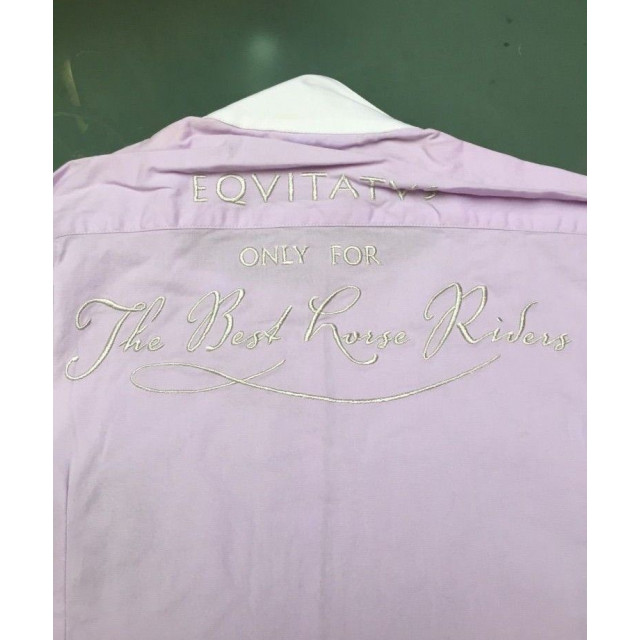 EQVITATVS
ONLY FOR
The Best horse Riders